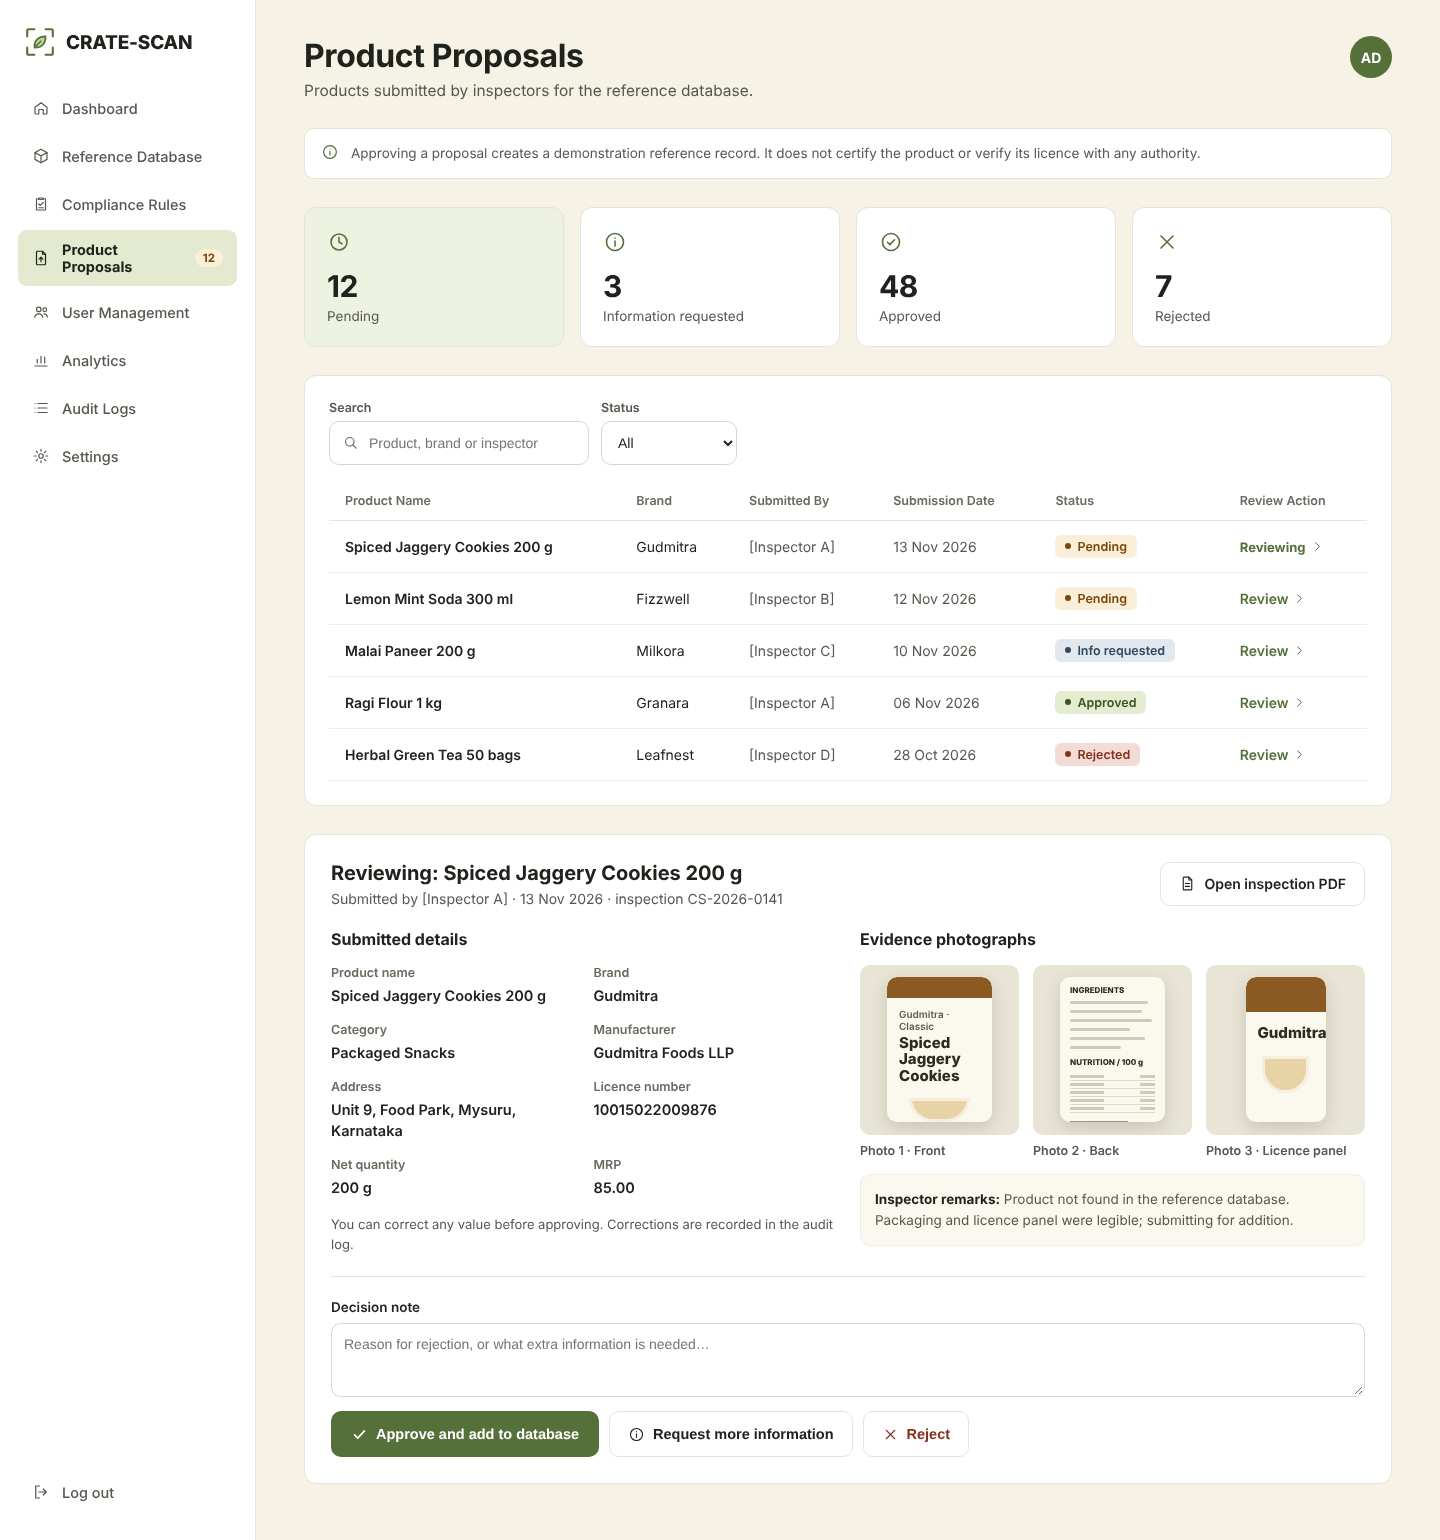 CRATE-SCAN
Dashboard
Reference Database
Compliance Rules
Product
Proposals
12
User Management
Analytics
Audit Logs
Settings
Log out
Product Proposals
AD
Products submitted by inspectors for the reference database.
Approving a proposal creates a demonstration reference record. It does not certify the product or verify its licence with any authority.
12
Pending
3
Information requested
48
Approved
7
Rejected
Search
Status
Product, brand or inspector
All
Product Name Brand Submitted By Submission Date Status Review Action
Spiced Jaggery Cookies 200 g Gudmitra [Inspector A] 13 Nov 2026 Pending Reviewing
Lemon Mint Soda 300 ml Fizzwell [Inspector B] 12 Nov 2026 Pending Review
Malai Paneer 200 g Milkora [Inspector C] 10 Nov 2026 Info requested Review
Ragi Flour 1 kg Granara [Inspector A] 06 Nov 2026 Approved Review
Herbal Green Tea 50 bags Leafnest [Inspector D] 28 Oct 2026 Rejected Review
Reviewing: Spiced Jaggery Cookies 200 g
Submitted by [Inspector A] · 13 Nov 2026 · inspection CS-2026-0141
Open inspection PDF
Submitted details
Product name
Spiced Jaggery Cookies 200 g
Brand
Gudmitra
Category
Packaged Snacks
Manufacturer
Gudmitra Foods LLP
Address
Unit 9, Food Park, Mysuru,
Karnataka
Licence number
10015022009876
Net quantity
200 g
MRP
85.00
You can correct any value before approving. Corrections are recorded in the audit
log.
Evidence photographs
Gudmitra ·
Classic
Spiced
Jaggery
Cookies
INGREDIENTS
NUTRITION / 100 g
Gudmitra
Photo 1 · Front
Photo 2 · Back
Photo 3 · Licence panel
Inspector remarks: Product not found in the reference database.
Packaging and licence panel were legible; submitting for addition.
Decision note
Reason for rejection, or what extra information is needed…
Approve and add to database
Request more information
Reject